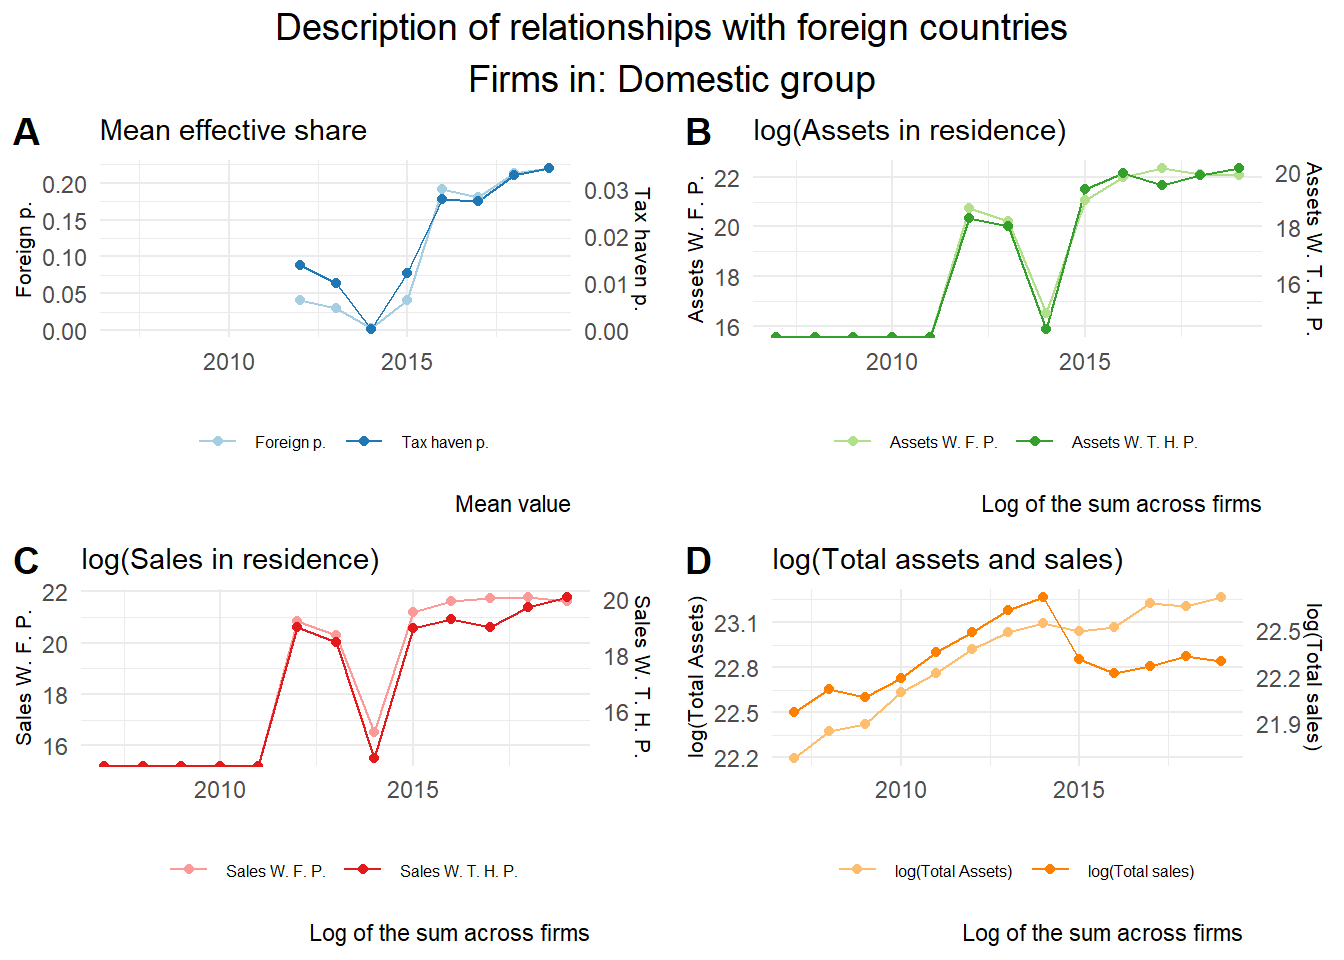 Description of relationships with foreign countries
Firms in: Domestic group
A
Mean effective share
Foreign p.
0.20
0.15
0.10
0.05
0.00
0.03
0.02
0.01
0.00
Tax haven p.
2010
2015
Foreign p.
Tax haven p.
Mean value
B
log(Assets in residence)
Assets W. F. P.
22
20
18
16
20
18
16
Assets W. T. H. P.
2010
2015
Assets W. F. P.
Assets W. T. H. P.
Log of the sum across firms
C
log(Sales in residence)
Sales W. F. P.
22
20
18
16
20
18
16
Sales W. T. H. P.
2010
2015
Sales W. F. P.
Sales W. T. H. P.
Log of the sum across firms
D
log(Total assets and sales)
log(Total Assets)
23.1
22.8
22.5
22.2
22.5
22.2
21.9
log(Total sales)
2010
2015
log(Total Assets)
log(Total sales)
Log of the sum across firms